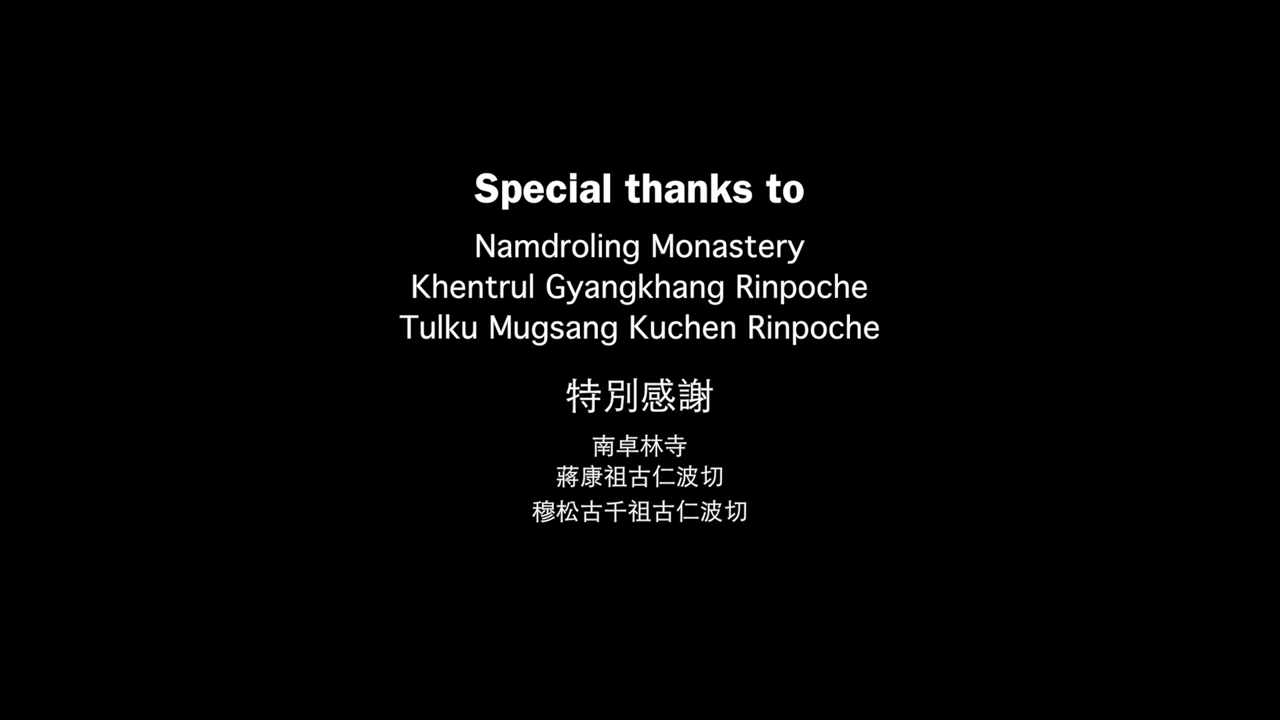 Special thanks to
Namdroling Monastery
Khentrul Gyangkhang Rinpoche
Tulku Mugsang Kuchen Rinpoche
特別感謝
南卓林寺
蔣康祖古仁波切
穆松古千祖古仁波切